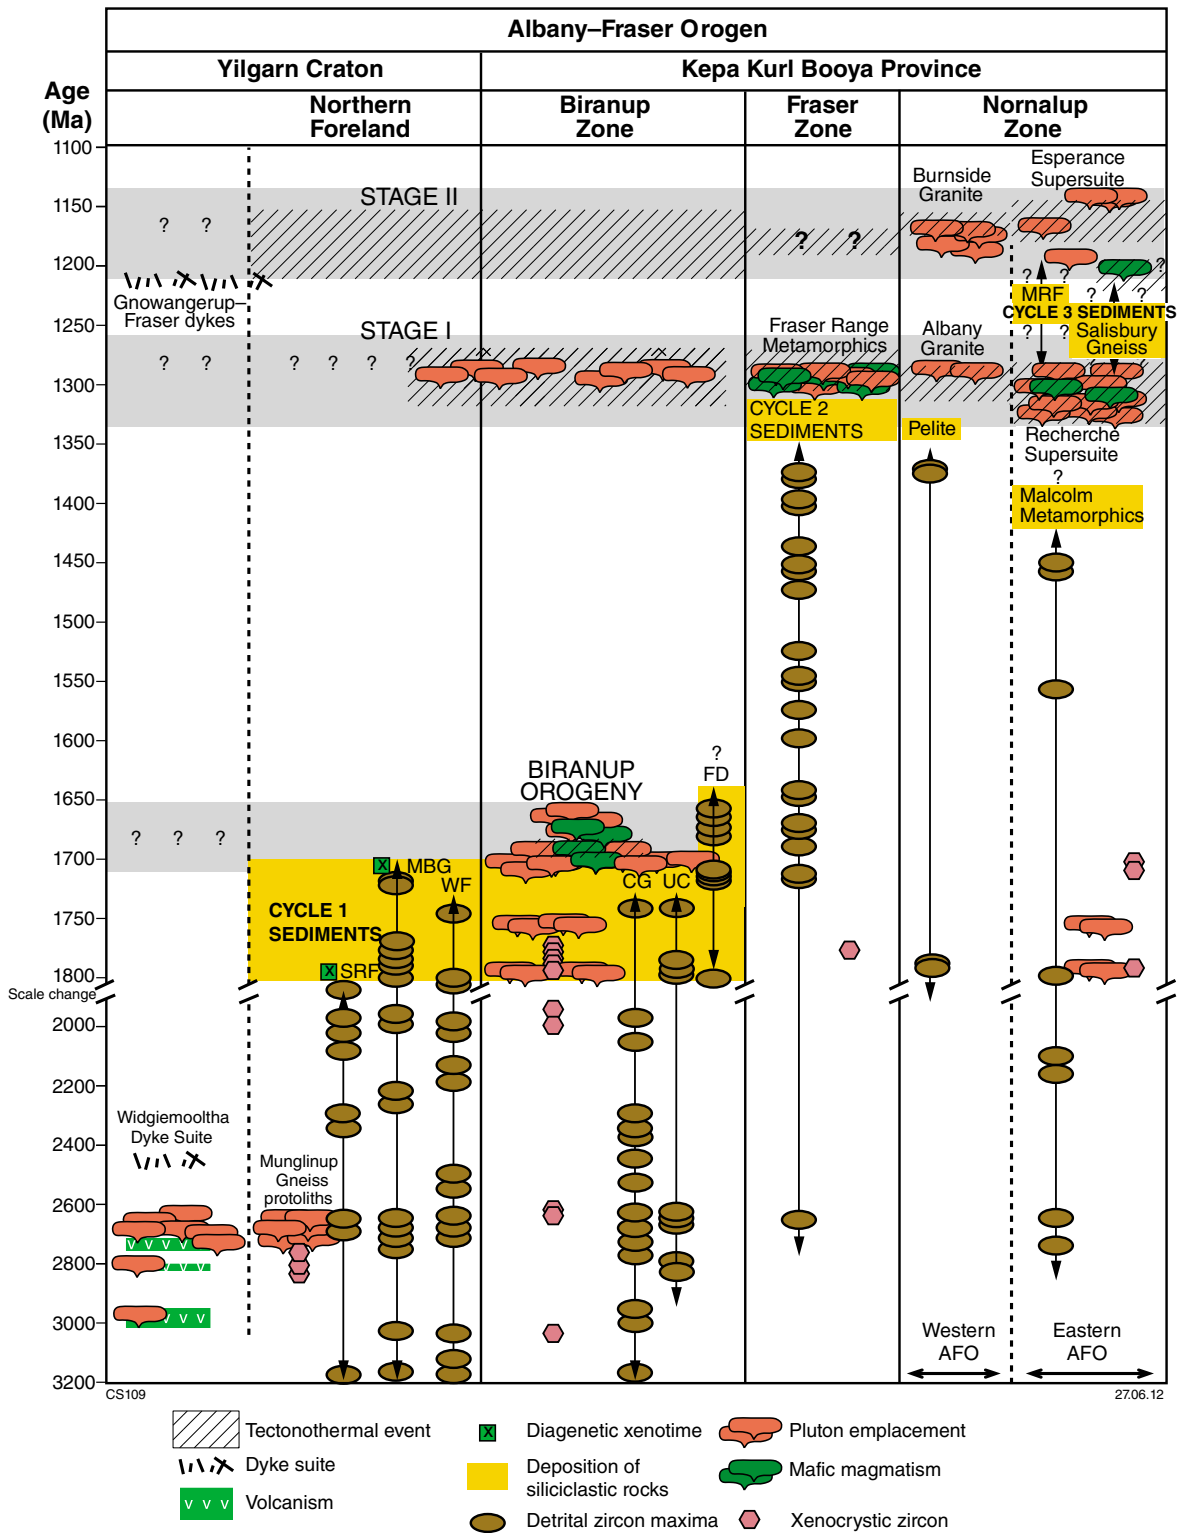 Albany–Fraser Orogen
Yilgarn Craton
Kepa Kurl Booya Province
Age
(Ma)
Northern
Foreland
Biranup
Zone
Fraser
Zone
Nornalup
Zone
1100
1150
1200
1250
1300
1350
1400
1450
1500
1550
1600
1650
1700
1750
1800
Scale change
2000
2200
2400
2600
2800
3000
3200
STAGE II
? ?
Gnowangerup–
Fraser dykes
STAGE I
? ?
? ? ? ?
x x
? ? ?
? ?
Burnside
Granite
Esperance
Supersuite
?
? ?
MRF
? ?
CYCLE 3 SEDIMENTS
? ?
Salisbury
Gneiss
Fraser Range
Metamorphics
Albany
Granite
CYCLE 2
SEDIMENTS
Pelite
Recherche
Supersuite
?
Malcolm
Metamorphics
BIRANUP
OROGENY
?
FD
X
MBG
WF
CG
UC
CYCLE 1
SEDIMENTS
X
SRF
Widgiemooltha
Dyke Suite
Munglinup
Gneiss
protoliths
v v v v
v v v
v v v
Western
AFO
Eastern
AFO
CS109
27.06.12
Tectonothermal event
Dyke suite
v v v
Volcanism
X
Diagenetic xenotime
Deposition of
siliciclastic rocks
Detrital zircon maxima
Pluton emplacement
Mafic magmatism
Xenocrystic zircon